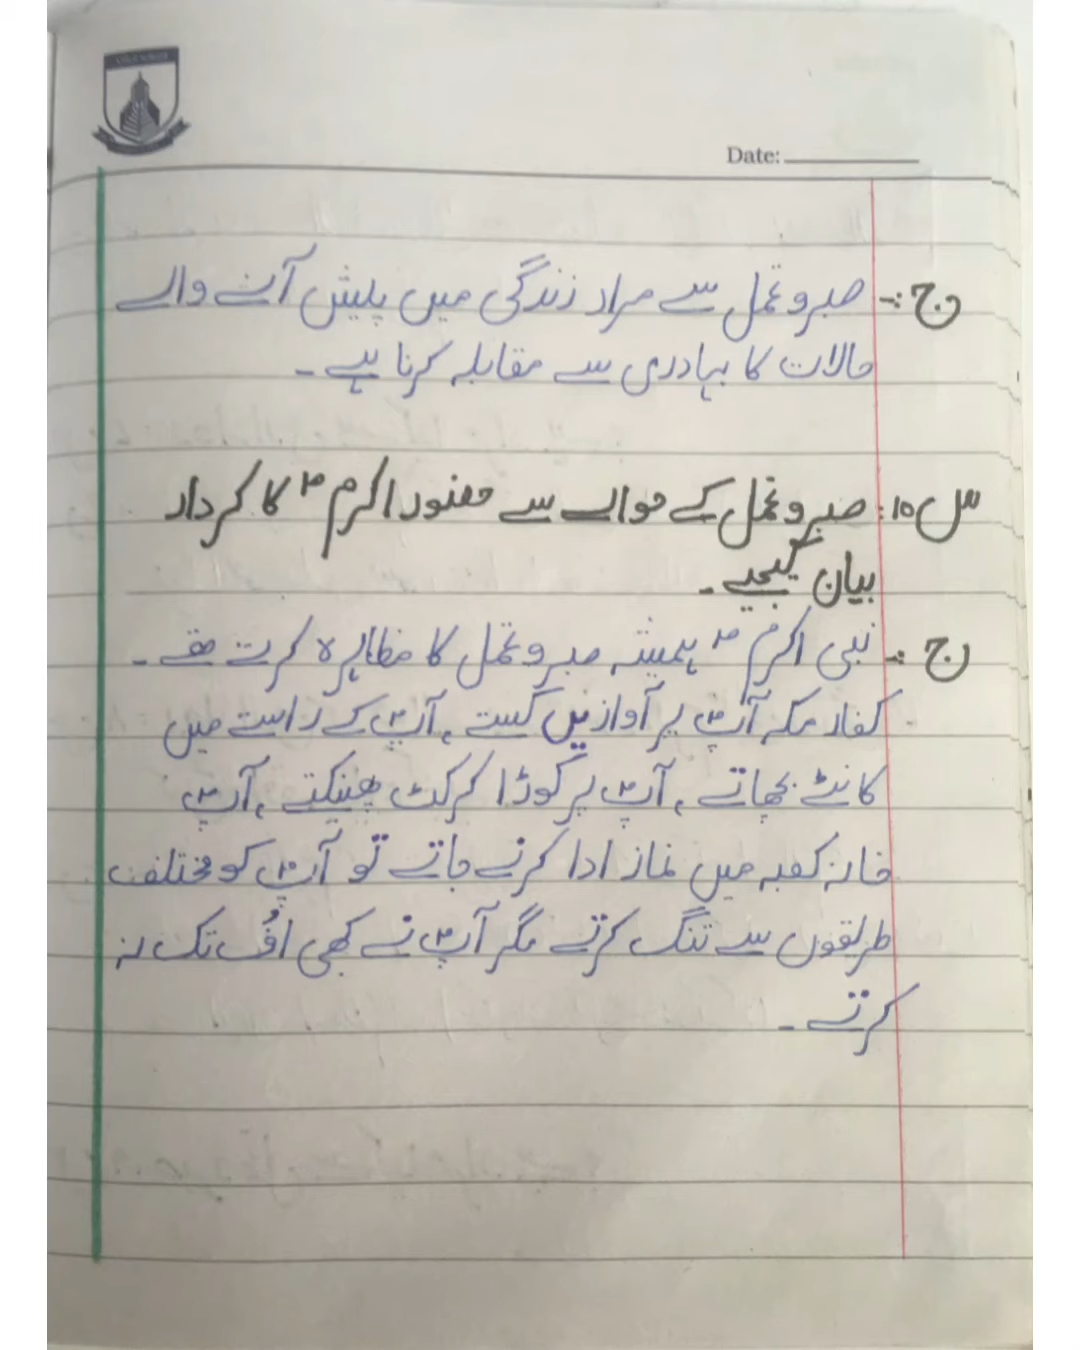 Date:
ج:- صبر و تحمل سے مراد زندگی میں پیش آنے والے
حالات کا بہادری سے مقابلہ کرنا ہے ۔
س۱۵: صبر و تحمل کے حوالے سے حضور اکرمؐ کا کردار
بیان کیجیے ۔
ج:- نبی اکرمؐ ہمیشہ صبر و تحمل کا مظاہرہ کرتے تھے ۔
کفار مکہ آپؐ پر آوازیں کستے ، آپؐ کے راستے میں
کانٹے بچھاتے ، آپؐ پر کوڑا کرکٹ پھینکتے ، آپؐ
خانہ کعبہ میں نماز ادا کرنے جاتے تو آپؐ کو مختلف
طریقوں سے تنگ کرتے مگر آپؐ نے کبھی اُف تک نہ
کرتے ۔